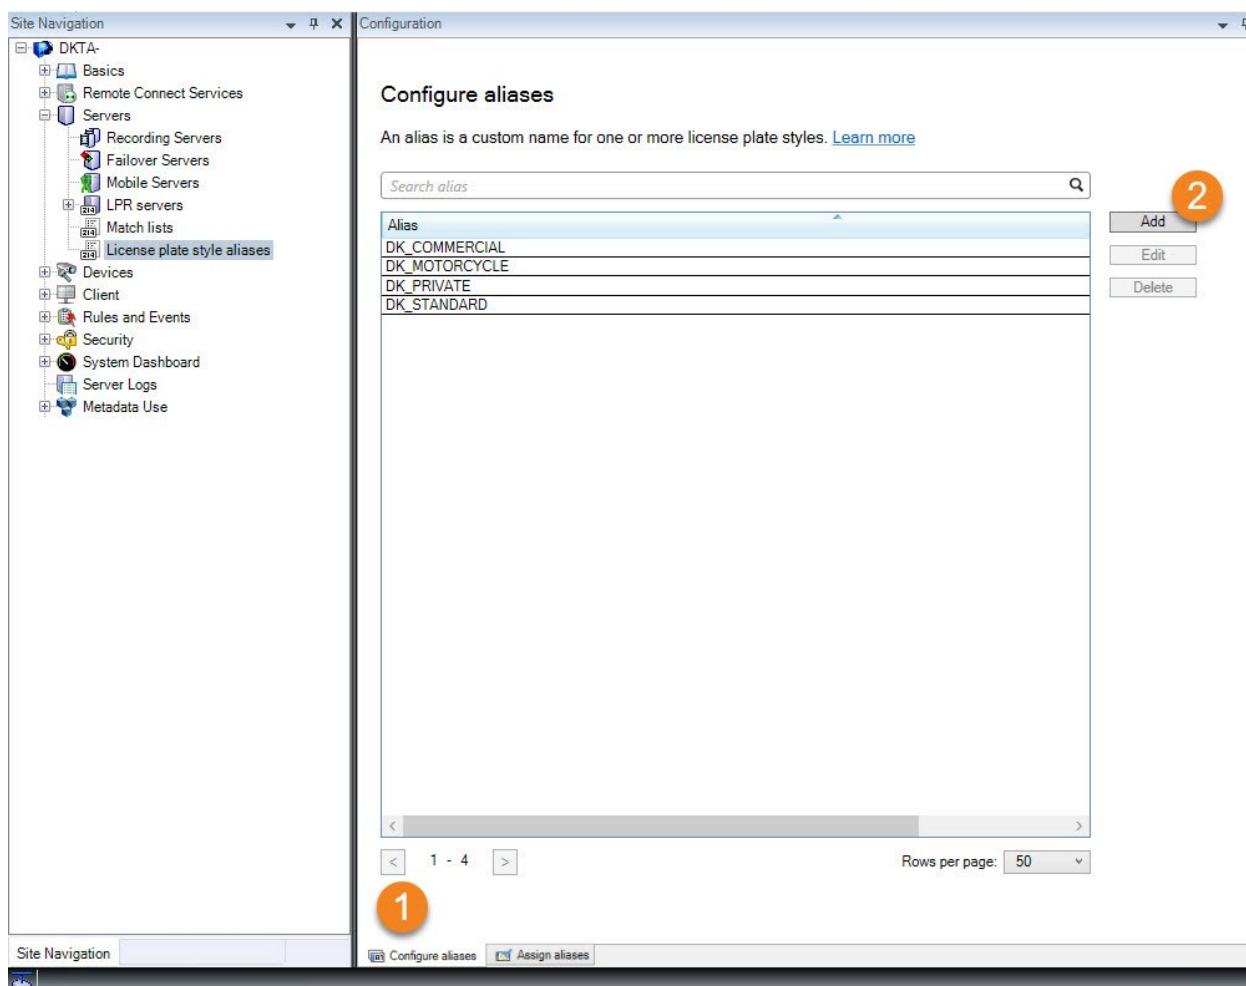 Site Navigation
DKTA-
Basics
Remote Connect Services
Servers
Recording Servers
Failover Servers
Mobile Servers
LPR servers
Match lists
License plate style aliases
Devices
Client
Rules and Events
Security
System Dashboard
Server Logs
Metadata Use
Site Navigation
Configuration
Configure aliases
An alias is a custom name for one or more license plate styles. Learn more
Search alias
2
Add
Edit
Delete
Alias
DK_COMMERCIAL
DK_MOTORCYCLE
DK_PRIVATE
DK_STANDARD
< 1 - 4 >
Rows per page: 50
1
Configure aliases
Assign aliases